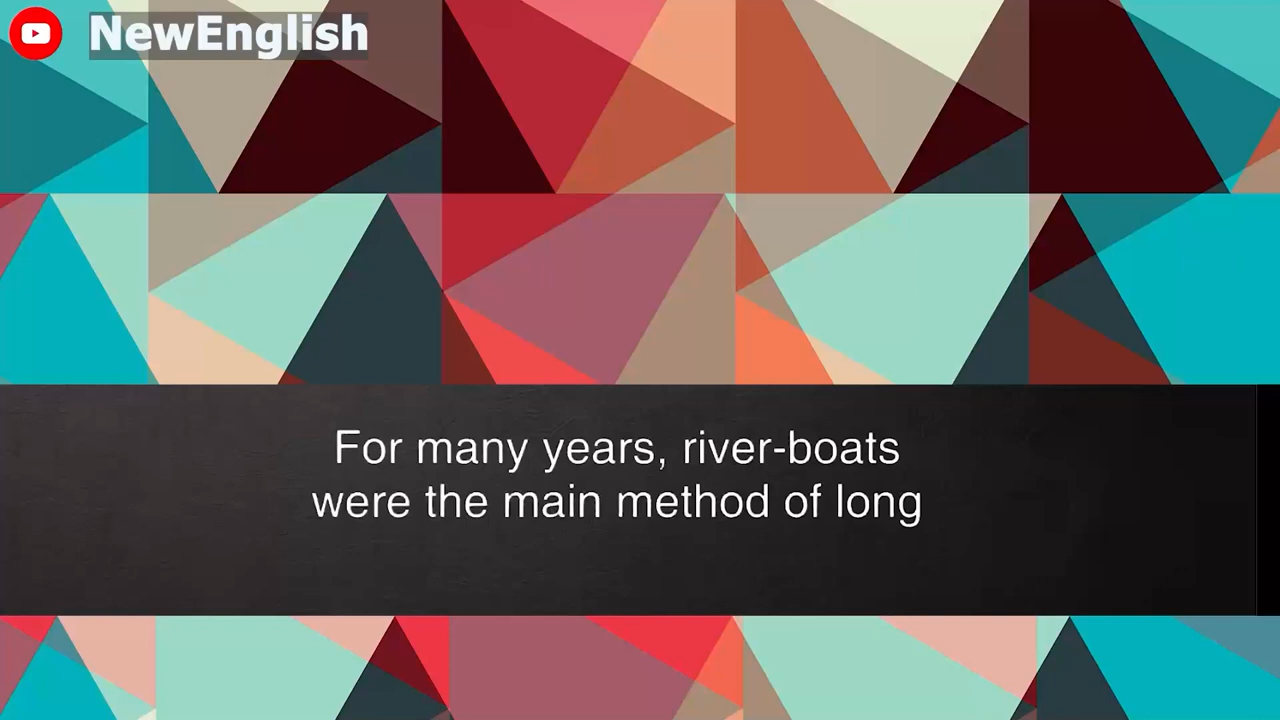 NewEnglish
For many years, river-boats
were the main method of long